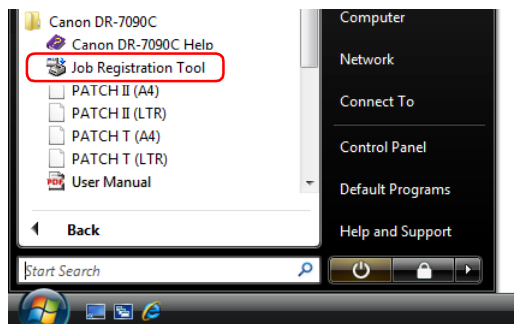 Canon DR-7090C
Canon DR-7090C Help
Job Registration Tool
PATCH II (A4)
PATCH II (LTR)
PATCH T (A4)
PATCH T (LTR)
User Manual
Back
Start Search
Computer
Network
Connect To
Control Panel
Default Programs
Help and Support